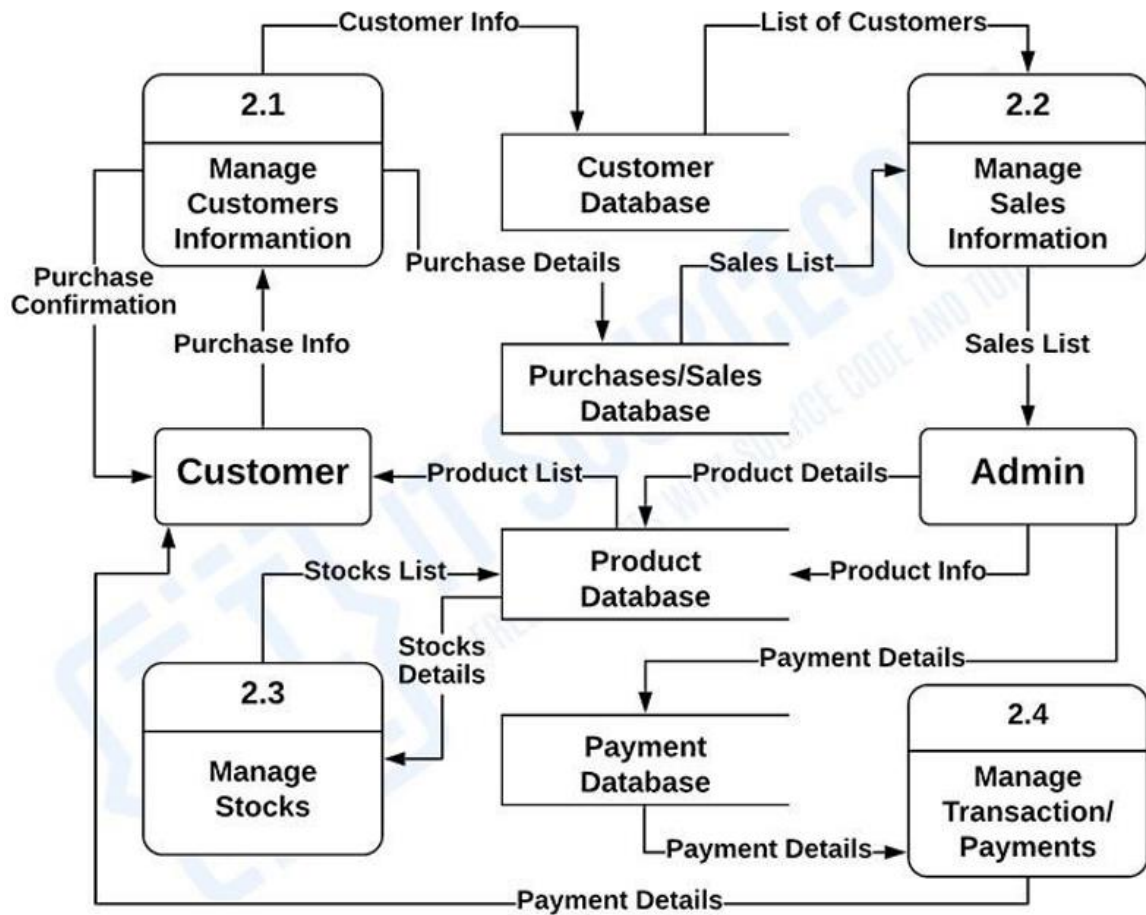 Customer Info
List of Customers
2.1
Manage
Customers
Informantion
2.2
Manage
Sales
Information
Customer
Database
Purchase Details
Sales List
Purchase
Confirmation
Purchase Info
Sales List
Purchases/Sales
Database
Customer
Product List
Product Details
Admin
Stocks List
Product
Database
Product Info
Stocks
Details
Payment Details
2.3
Manage
Stocks
Payment
Database
2.4
Manage
Transaction/
Payments
Payment Details
Payment Details